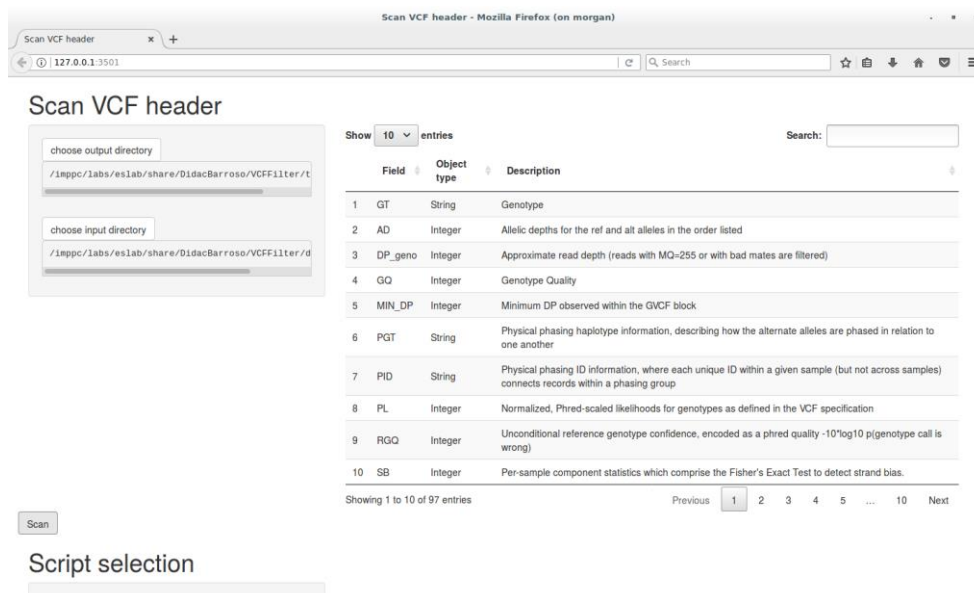 Scan VCF header - Mozilla Firefox (on morgan)
Scan VCF header
127.0.0.1:3501
Search
Scan VCF header
choose output directory
/imppc/labs/eslab/share/DidacBarroso/VCFFilter/t
choose input directory
/imppc/labs/eslab/share/DidacBarroso/VCFFilter/d
Show 10 entries
Search:
Field Object type Description
1 GT String Genotype
2 AD Integer Allelic depths for the ref and alt alleles in the order listed
3 DP_geno Integer Approximate read depth (reads with MQ=255 or with bad mates are filtered)
4 GQ Integer Genotype Quality
5 MIN_DP Integer Minimum DP observed within the GVCF block
6 PGT String Physical phasing haplotype information, describing how the alternate alleles are phased in relation to
one another
7 PID String Physical phasing ID information, where each unique ID within a given sample (but not across samples)
connects records within a phasing group
8 PL Integer Normalized, Phred-scaled likelihoods for genotypes as defined in the VCF specification
9 RGQ Integer Unconditional reference genotype confidence, encoded as a phred quality -10*log10 p(genotype call is
wrong)
10 SB Integer Per-sample component statistics which comprise the Fisher's Exact Test to detect strand bias.
Showing 1 to 10 of 97 entries
Previous 1 2 3 4 5 ... 10 Next
Scan
Script selection